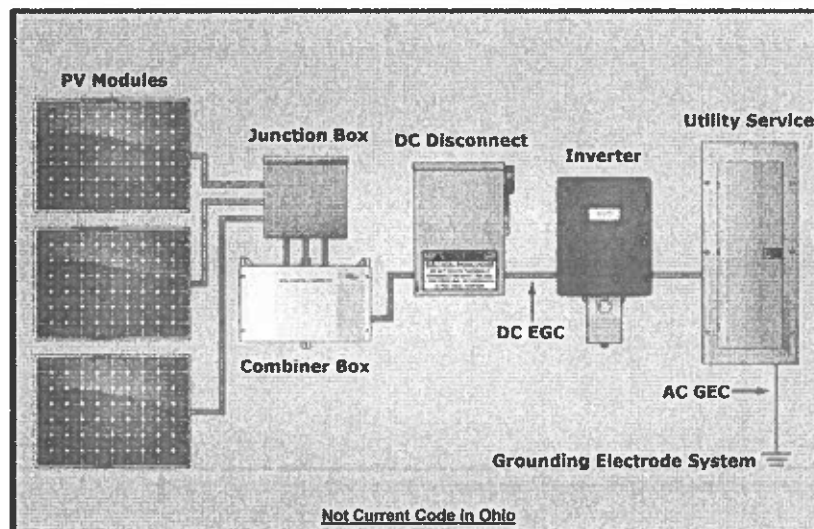 PV Modules
Junction Box
DC Disconnect
Inverter
Utility Service
DC EGC
Combiner Box
AC GEC
Grounding Electrode System
Not Current Code in Ohio